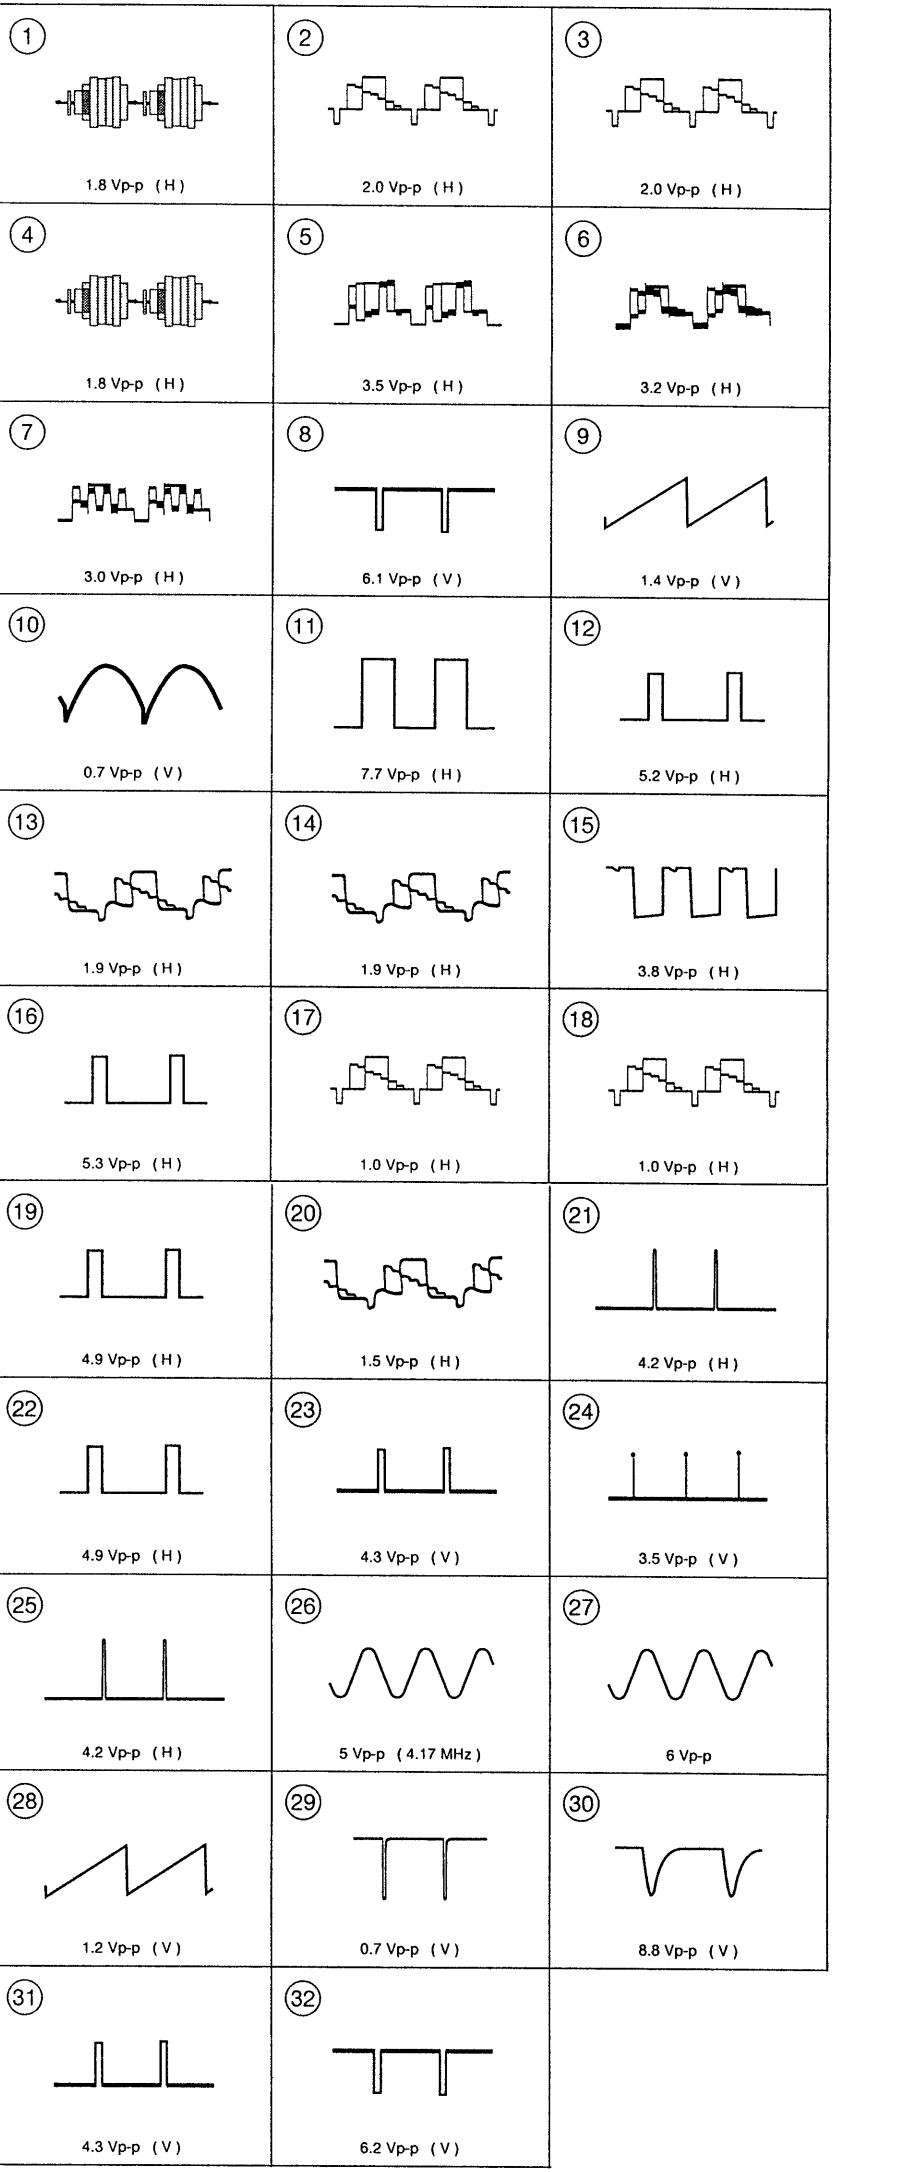 1 2 3
1.8 Vp-p ( H ) 2.0 Vp-p ( H ) 2.0 Vp-p ( H )
4 5 6
1.8 Vp-p ( H ) 3.5 Vp-p ( H ) 3.2 Vp-p ( H )
7 8 9
3.0 Vp-p ( H ) 6.1 Vp-p ( V ) 1.4 Vp-p ( V )
10 11 12
0.7 Vp-p ( V ) 7.7 Vp-p ( H ) 5.2 Vp-p ( H )
13 14 15
1.9 Vp-p ( H ) 1.9 Vp-p ( H ) 3.8 Vp-p ( H )
16 17 18
5.3 Vp-p ( H ) 1.0 Vp-p ( H ) 1.0 Vp-p ( H )
19 20 21
4.9 Vp-p ( H ) 1.5 Vp-p ( H ) 4.2 Vp-p ( H )
22 23 24
4.9 Vp-p ( H ) 4.3 Vp-p ( V ) 3.5 Vp-p ( V )
25 26 27
4.2 Vp-p ( H ) 5 Vp-p ( 4.17 MHz ) 6 Vp-p
28 29 30
1.2 Vp-p ( V ) 0.7 Vp-p ( V ) 8.8 Vp-p ( V )
31 32
4.3 Vp-p ( V ) 6.2 Vp-p ( V )